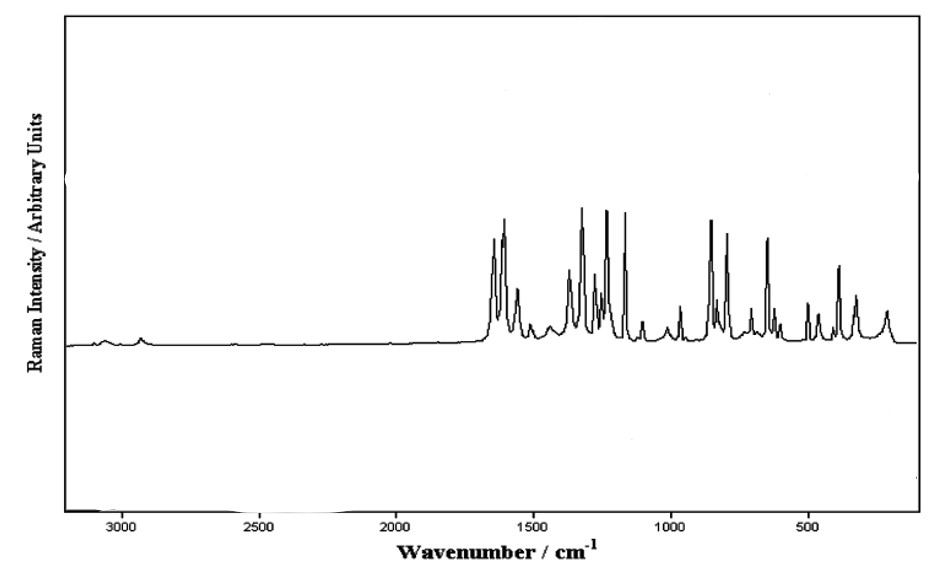 Raman Intensity / Arbitrary Units
3000 2500 2000 1500 1000 500
Wavenumber / cm-1